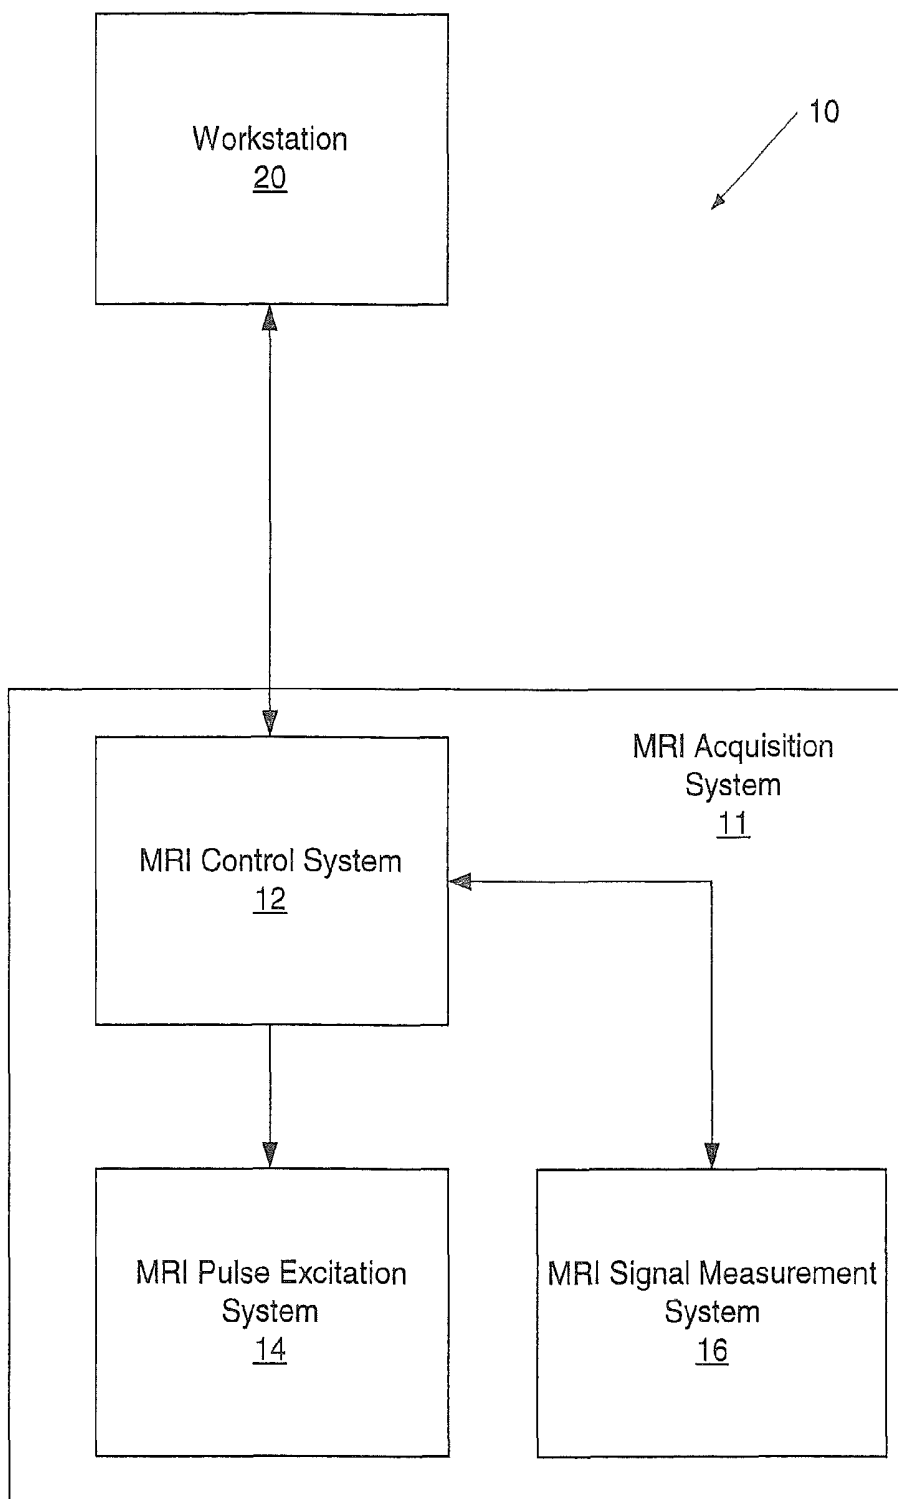 Workstation
20
10
MRI Acquisition
System
11
MRI Control System
12
MRI Pulse Excitation
System
14
MRI Signal Measurement
System
16